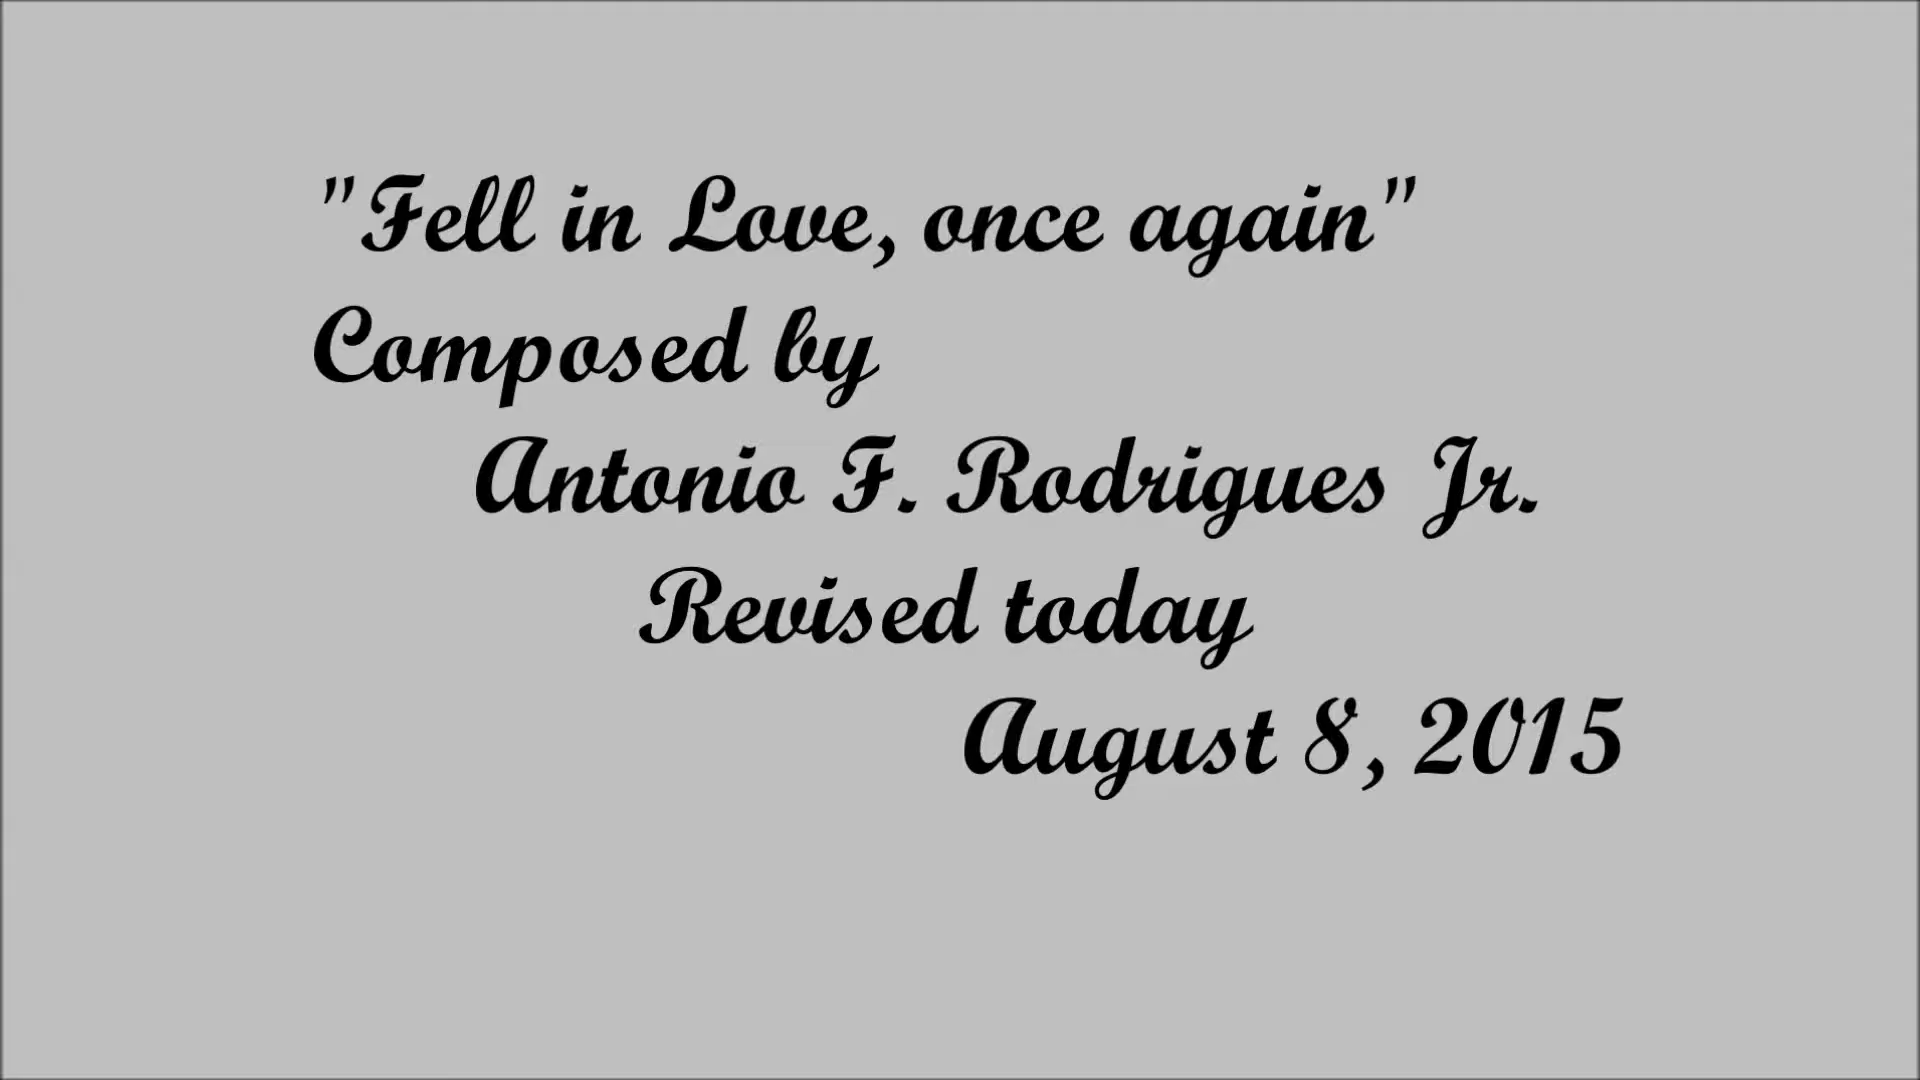 "Fell in Love, once again"
Composed by
Antonio F. Rodrigues Jr.
Revised today
August 8, 2015